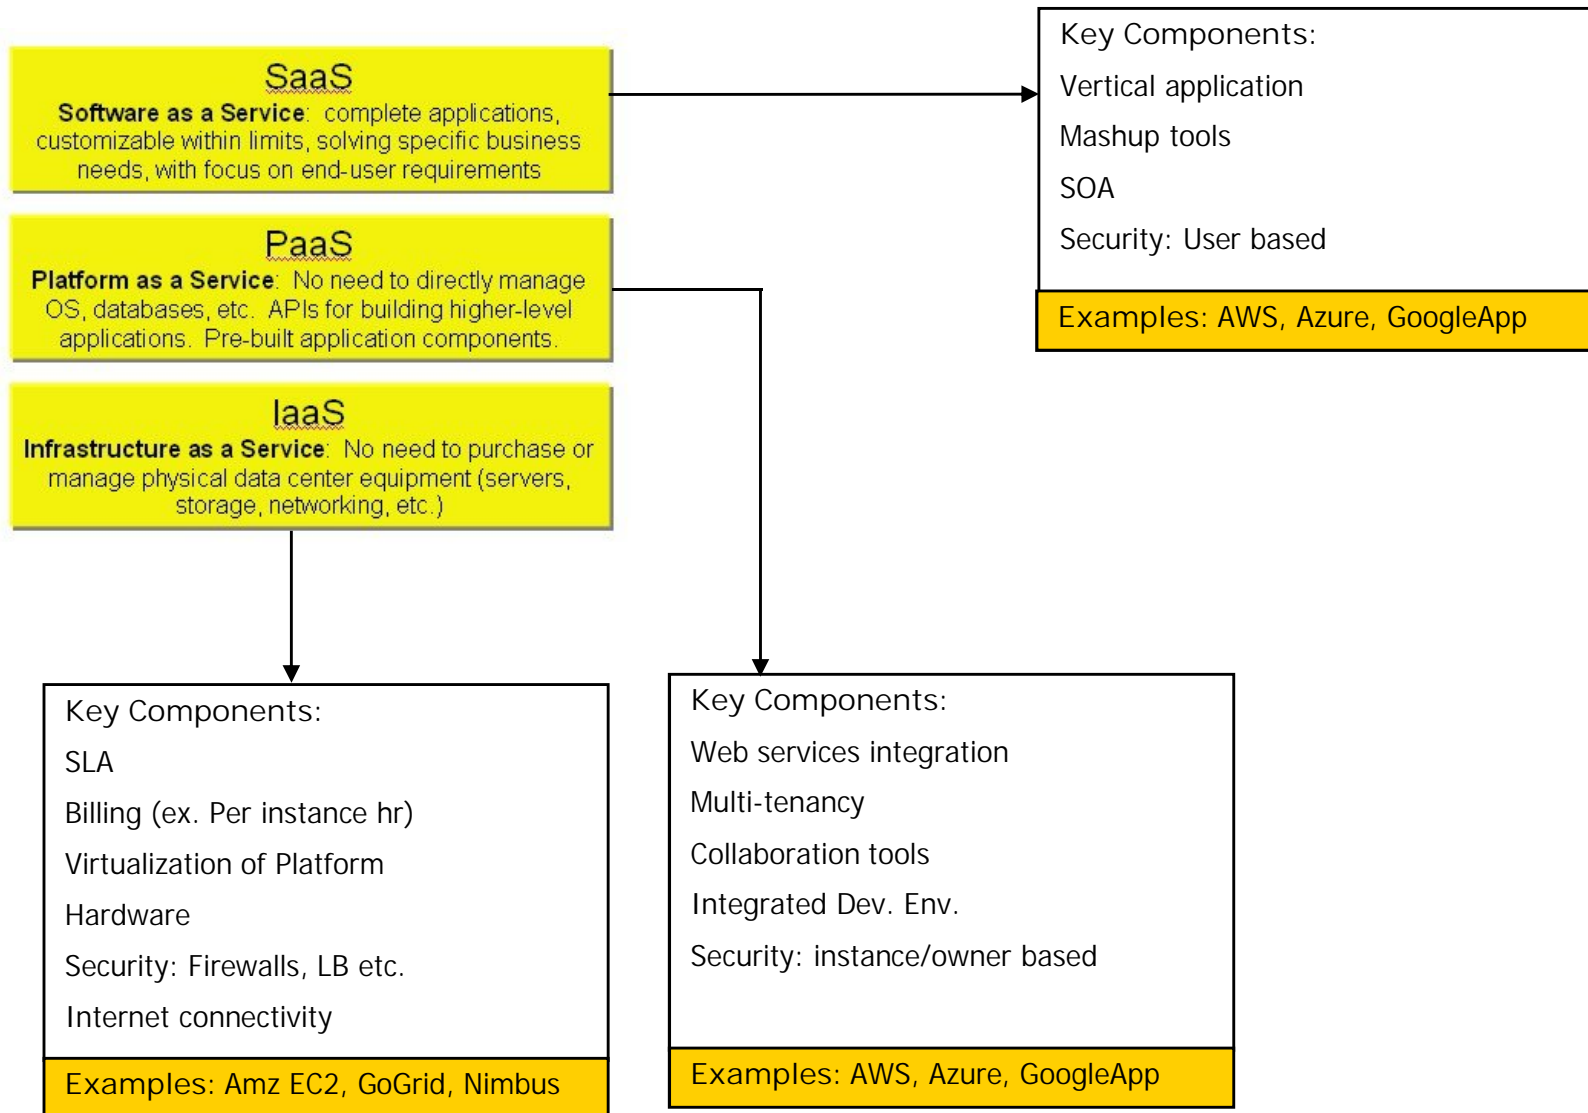 SaaS
Software as a Service: complete applications,
customizable within limits, solving specific business
needs, with focus on end-user requirements
PaaS
Platform as a Service: No need to directly manage
OS, databases, etc. APIs for building higher-level
applications. Pre-built application components.
IaaS
Infrastructure as a Service: No need to purchase or
manage physical data center equipment (servers,
storage, networking, etc.)
Key Components:
Vertical application
Mashup tools
SOA
Security: User based
Examples: AWS, Azure, GoogleApp
Key Components:
SLA
Billing (ex. Per instance hr)
Virtualization of Platform
Hardware
Security: Firewalls, LB etc.
Internet connectivity
Examples: Amz EC2, GoGrid, Nimbus
Key Components:
Web services integration
Multi-tenancy
Collaboration tools
Integrated Dev. Env.
Security: instance/owner based
Examples: AWS, Azure, GoogleApp